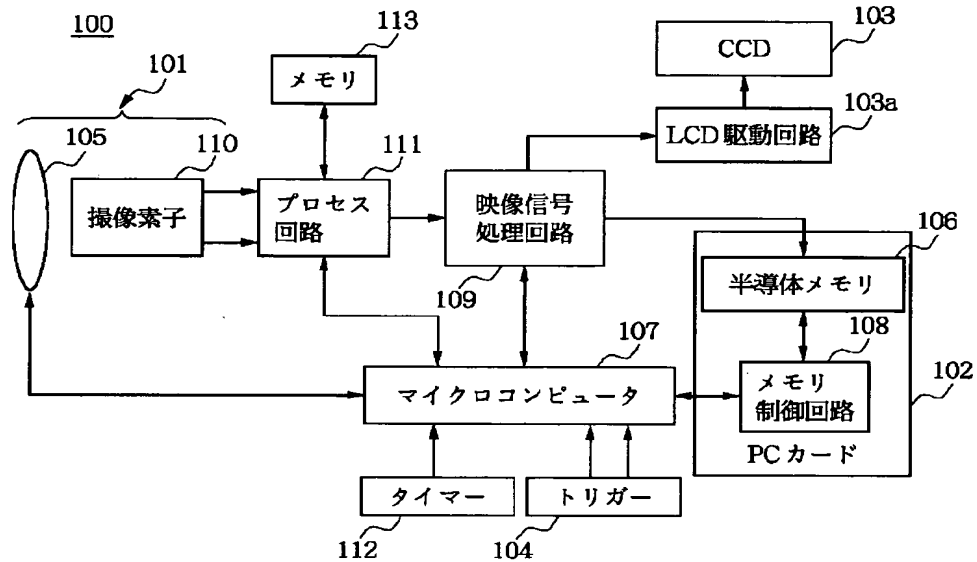 100
101
113
メモリ
103
CCD
103a
LCD駆動回路
105
110
撮像素子
111
プロセス
回路
映像信号
処理回路
109
106
半導体メモリ
108
メモリ
制御回路
102
PCカード
107
マイクロコンピュータ
タイマー
112
トリガー
104